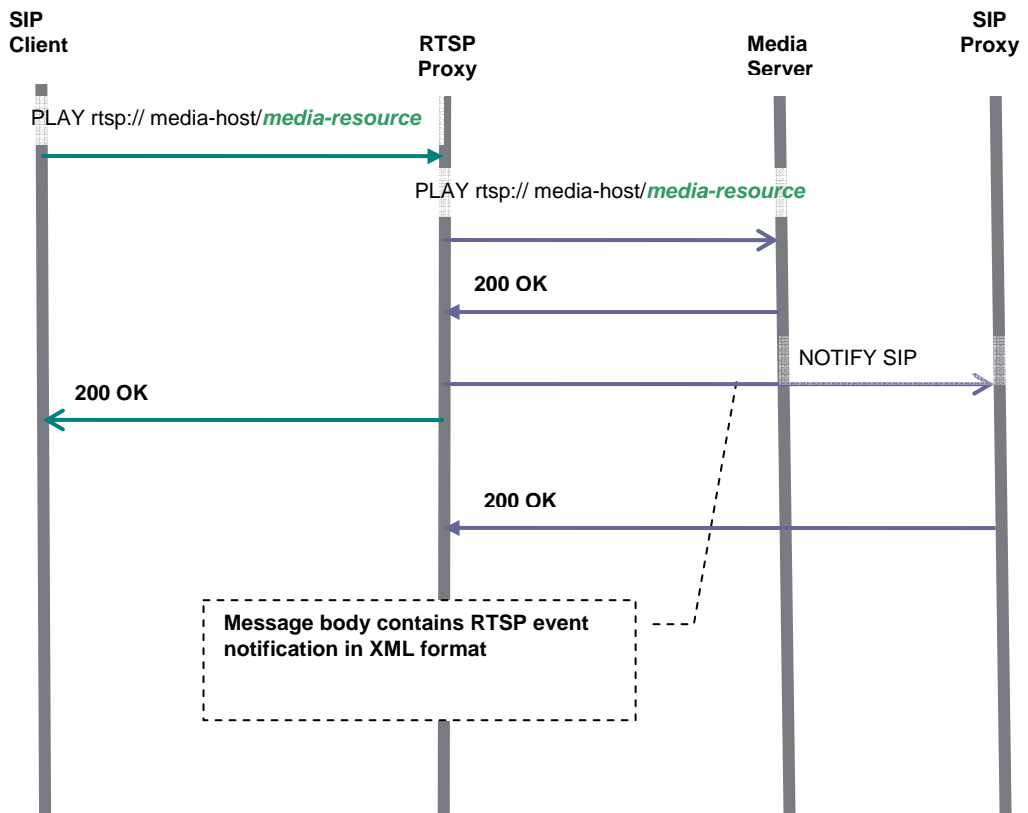 SIP
Client
RTSP
Proxy
Media
Server
SIP
Proxy
PLAY rtsp:// media-host/media-resource
PLAY rtsp:// media-host/media-resource
200 OK
NOTIFY SIP
200 OK
200 OK
Message body contains RTSP event
notification in XML format